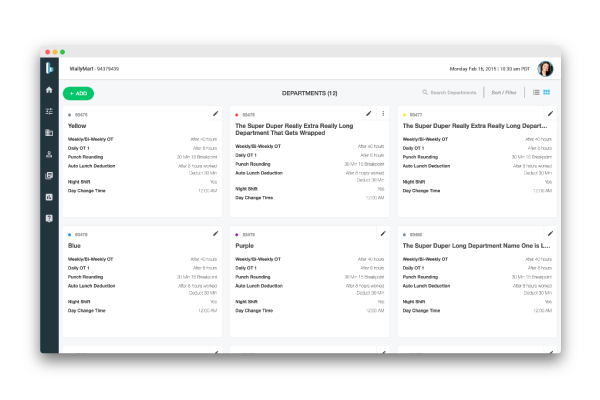 WallyMart - 94379439
Monday Feb 16, 2015 | 10:30 am PDT
+ ADD
DEPARTMENTS (12)
Search Departments
Sort / Filter
Yellow
Weekly/Bi-Weekly OT After 40 hours
Daily OT 1 After 8 hours
Punch Rounding 30 Min 15 Breakpoint
Auto Lunch Deduction After 8 hours worked
Deduct 30 Min
Night Shift Yes
Day Change Time 12:00 AM
The Super Duper Really Extra Really Long
Department That Gets Wrapped
Weekly/Bi-Weekly OT After 40 hours
Daily OT 1 After 8 hours
Punch Rounding 30 Min 15 Breakpoint
Auto Lunch Deduction After 8 hours worked
Deduct 30 Min
Night Shift Yes
Day Change Time 12:00 AM
The Super Duper Really Extra Really Long Depart...
Weekly/Bi-Weekly OT After 40 hours
Daily OT 1 After 8 hours
Punch Rounding 30 Min 15 Breakpoint
Auto Lunch Deduction After 8 hours worked
Deduct 30 Min
Night Shift Yes
Day Change Time 12:00 AM
Blue
Weekly/Bi-Weekly OT After 40 hours
Daily OT 1 After 8 hours
Punch Rounding 30 Min 15 Breakpoint
Auto Lunch Deduction After 8 hours worked
Deduct 30 Min
Night Shift Yes
Day Change Time 12:00 AM
Purple
Weekly/Bi-Weekly OT After 40 hours
Daily OT 1 After 8 hours
Punch Rounding 30 Min 15 Breakpoint
Auto Lunch Deduction After 8 hours worked
Deduct 30 Min
Night Shift Yes
Day Change Time 12:00 AM
The Super Duper Long Department Name One is L...
Weekly/Bi-Weekly OT After 40 hours
Daily OT 1 After 8 hours
Punch Rounding 30 Min 15 Breakpoint
Auto Lunch Deduction After 8 hours worked
Deduct 30 Min
Night Shift Yes
Day Change Time 12:00 AM